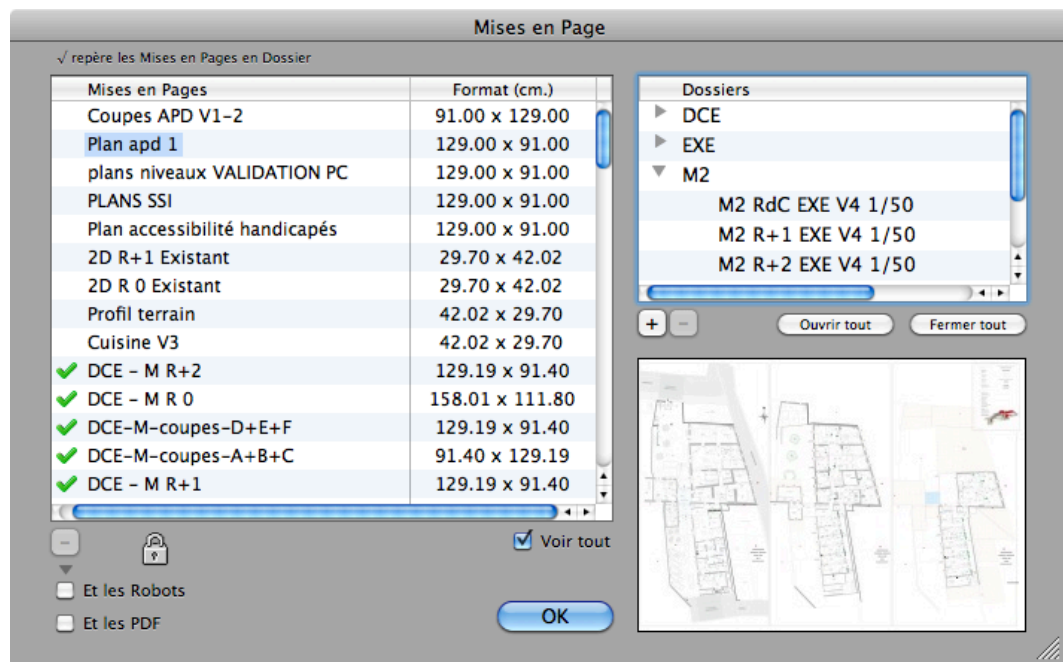 Mises en Page
√ repère les Mises en Pages en Dossier
Mises en Pages Format (cm.)
Coupes APD V1-2 91.00 x 129.00
Plan apd 1 129.00 x 91.00
plans niveaux VALIDATION PC 129.00 x 91.00
PLANS SSI 129.00 x 91.00
Plan accessibilité handicapés 129.00 x 91.00
2D R+1 Existant 29.70 x 42.02
2D R 0 Existant 29.70 x 42.02
Profil terrain 42.02 x 29.70
Cuisine V3 42.02 x 29.70
DCE - M R+2 129.19 x 91.40
DCE - M R 0 158.01 x 111.80
DCE-M-coupes-D+E+F 129.19 x 91.40
DCE-M-coupes-A+B+C 91.40 x 129.19
DCE - M R+1 129.19 x 91.40
Voir tout
Et les Robots
Et les PDF
OK
Dossiers
DCE
EXE
M2
M2 RdC EXE V4 1/50
M2 R+1 EXE V4 1/50
M2 R+2 EXE V4 1/50
Ouvrir tout Fermer tout